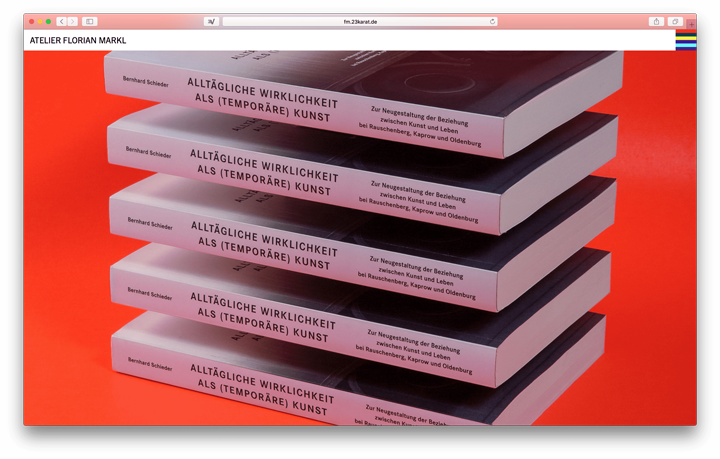 fm.23karat.de
ATELIER FLORIAN MARKL
Bernhard Schieder
ALLTÄGLICHE WIRKLICHKEIT
ALS (TEMPORÄRE) KUNST
Zur Neugestaltung der Beziehung
zwischen Kunst und Leben
bei Rauschenberg, Kaprow und Oldenburg
Bernhard Schieder
ALLTÄGLICHE WIRKLICHKEIT
ALS (TEMPORÄRE) KUNST
Zur Neugestaltung der Beziehung
zwischen Kunst und Leben
bei Rauschenberg, Kaprow und Oldenburg
Bernhard Schieder
ALLTÄGLICHE WIRKLICHKEIT
ALS (TEMPORÄRE) KUNST
Zur Neugestaltung der Beziehung
zwischen Kunst und Leben
bei Rauschenberg, Kaprow und Oldenburg
Bernhard Schieder
ALLTÄGLICHE WIRKLICHKEIT
ALS (TEMPORÄRE) KUNST
Zur Neugestaltung der Beziehung
zwischen Kunst und Leben
bei Rauschenberg, Kaprow und Oldenburg
Bernhard Schieder
ALLTÄGLICHE WIRKLICHKEIT
ALS (TEMPORÄRE) KUNST
Zur Neugestaltung der Beziehung
zwischen Kunst und Leben